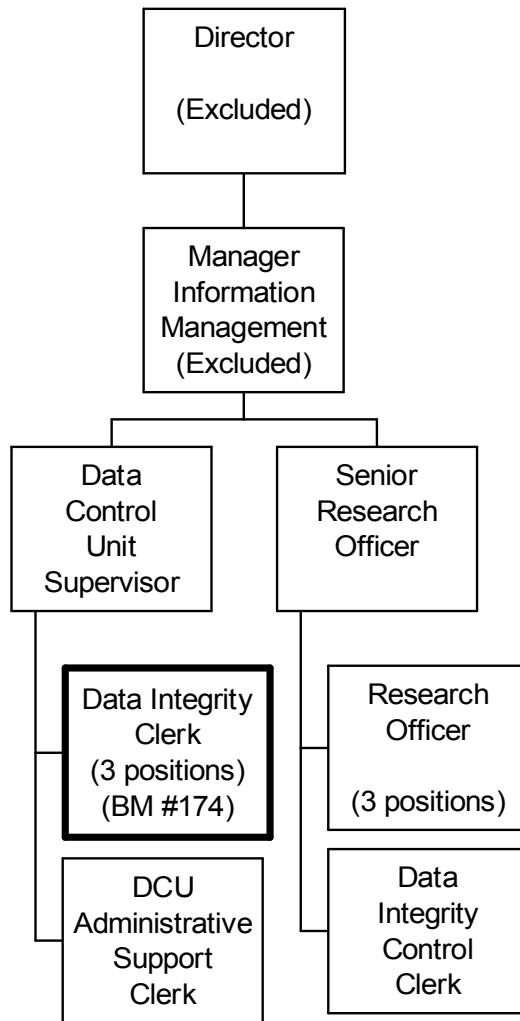 Director
(Excluded)
Manager
Information
Management
(Excluded)
Data
Control
Unit
Supervisor
Senior
Research
Officer
Data Integrity
Clerk
(3 positions)
(BM #174)
Research
Officer
(3 positions)
DCU
Administrative
Support
Clerk
Data
Integrity
Control
Clerk